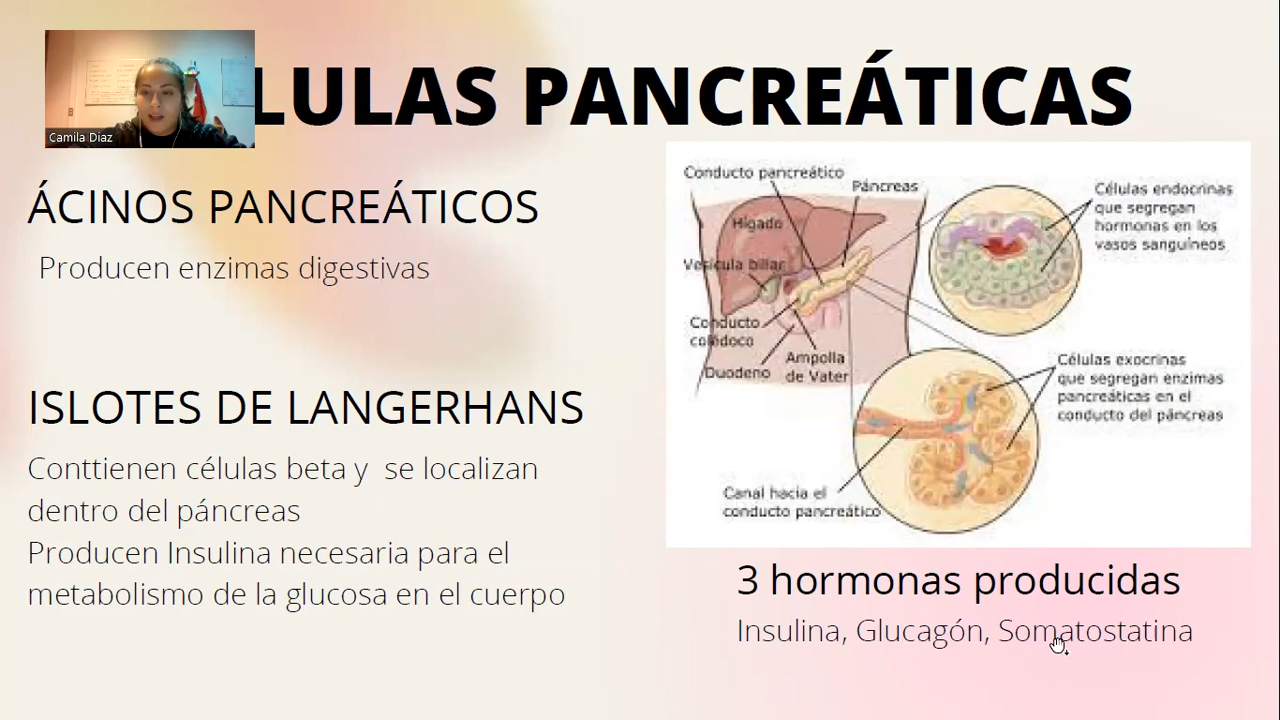 LULAS PANCREÁTICAS
Camila Diaz
ÁCINOS PANCREÁTICOS
Producen enzimas digestivas
ISLOTES DE LANGERHANS
Conttienen células beta y se localizan
dentro del páncreas
Producen Insulina necesaria para el
metabolismo de la glucosa en el cuerpo
Conducto pancreático
Páncreas
Hígado
Vesícula biliar
Conducto
colédoco
Duodeno
Ampolla
de Vater
Células endocrinas
que segregan
hormonas en los
vasos sanguíneos
Células exocrinas
que segregan enzimas
pancreáticas en el
conducto del páncreas
Canal hacia el
conducto pancreático
3 hormonas producidas
Insulina, Glucagón, Somatostatina